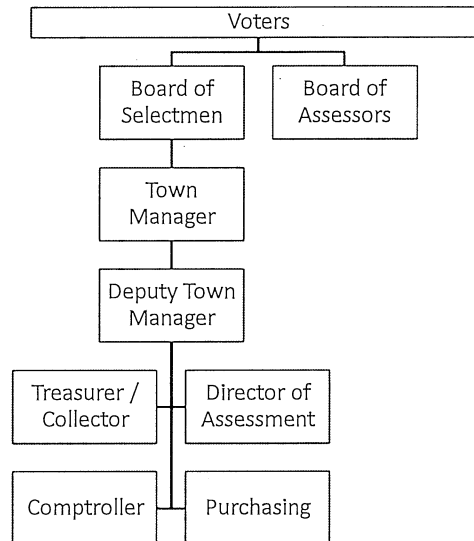 Voters
Board of
Selectmen
Board of
Assessors
Town
Manager
Deputy Town
Manager
Treasurer /
Collector
Director of
Assessment
Comptroller
Purchasing